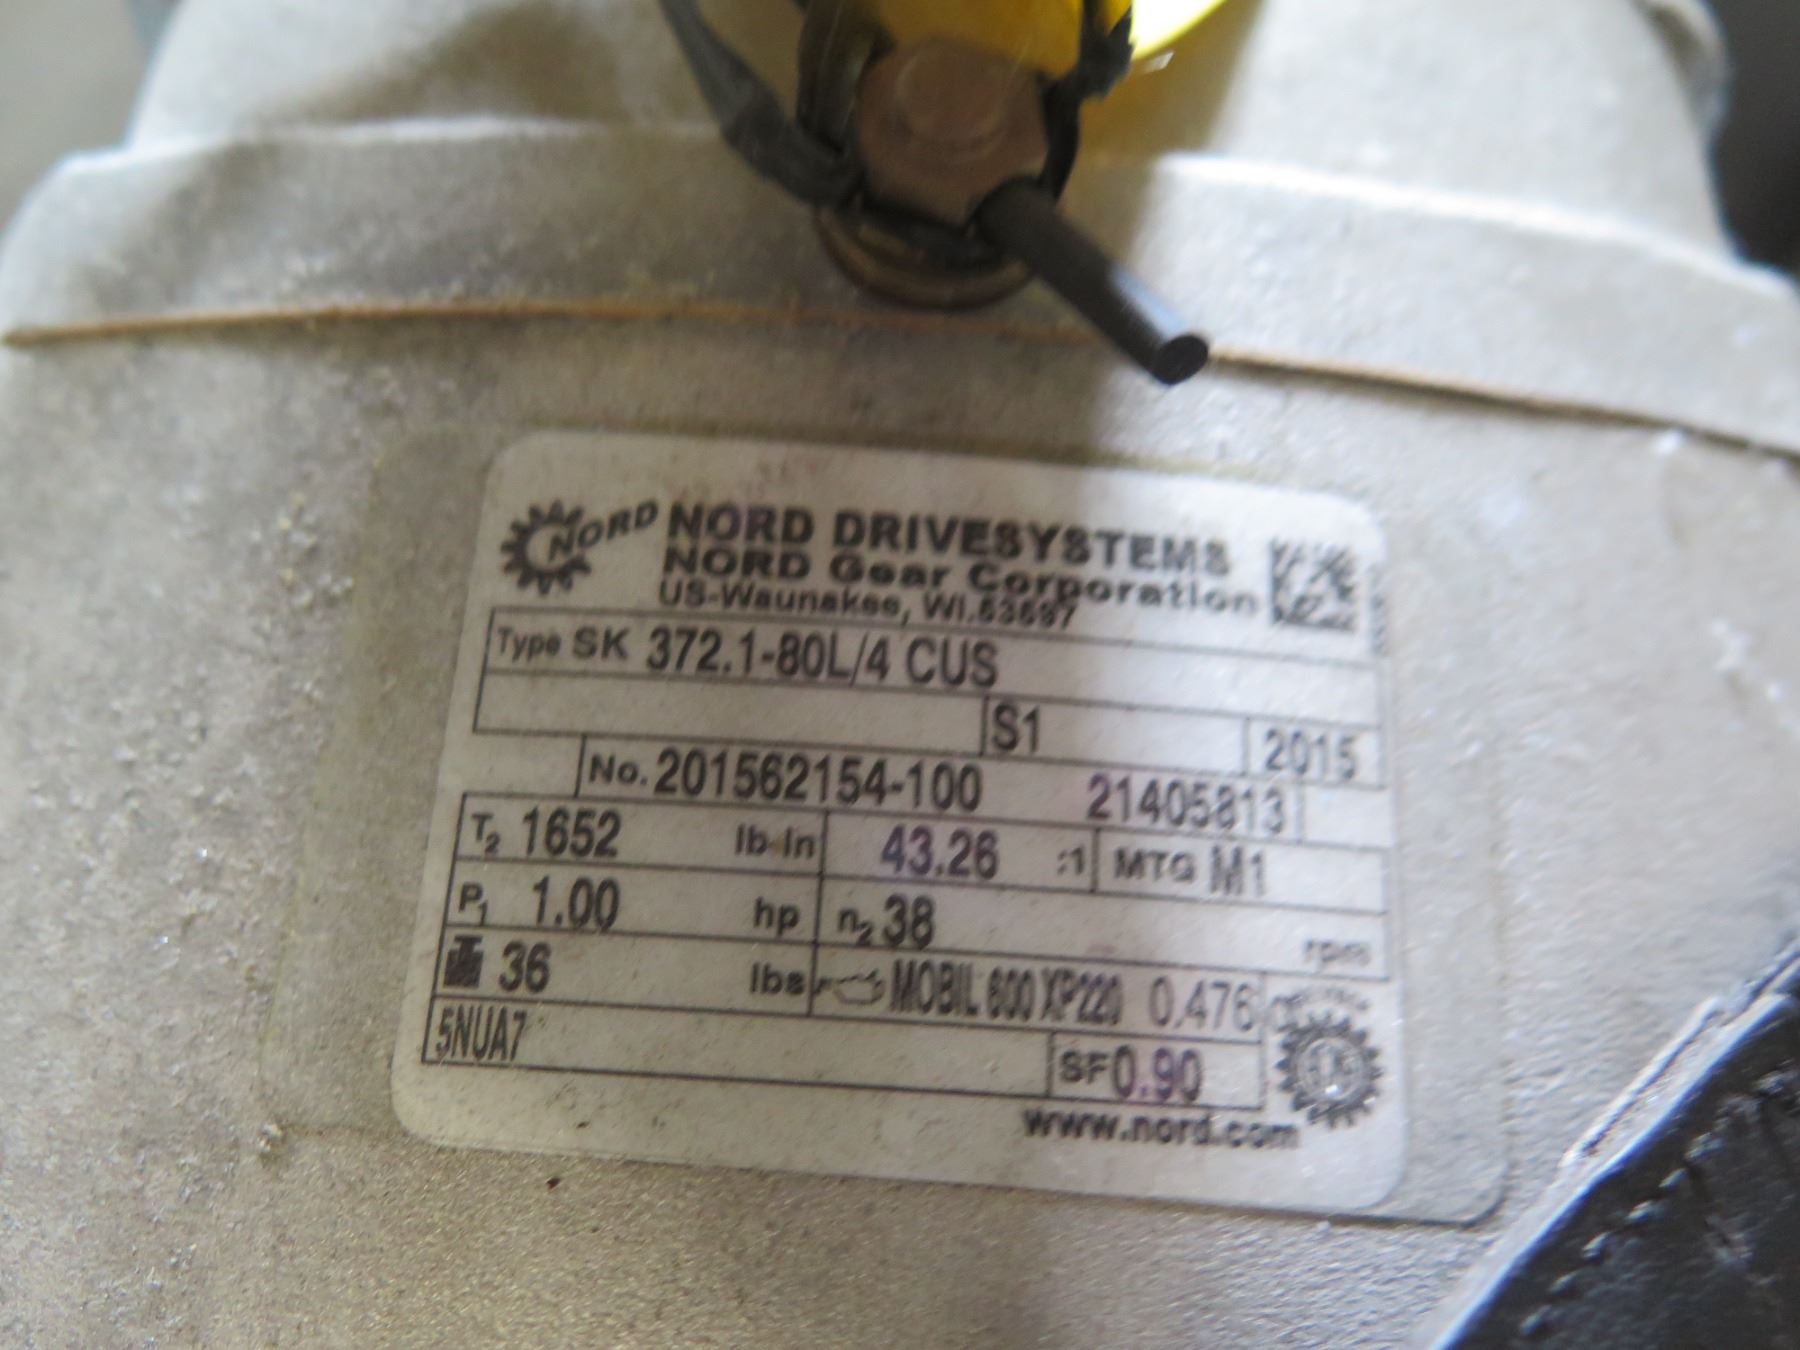 NORD NORD DRIVESYSTEMS
NORD Gear Corporation
US-Waunakee, WI. 53597
Type SK 372.1-80L/4 CUS
S1 2015
No. 201562154-100 21405813
T2 1652 lb-in 43.26 :1 MTG M1
P1 1.00 hp n2 38 rpm
36 lbs MOBIL 600 XP220 0.476
5NUA7 SF 0.90
www.nord.com